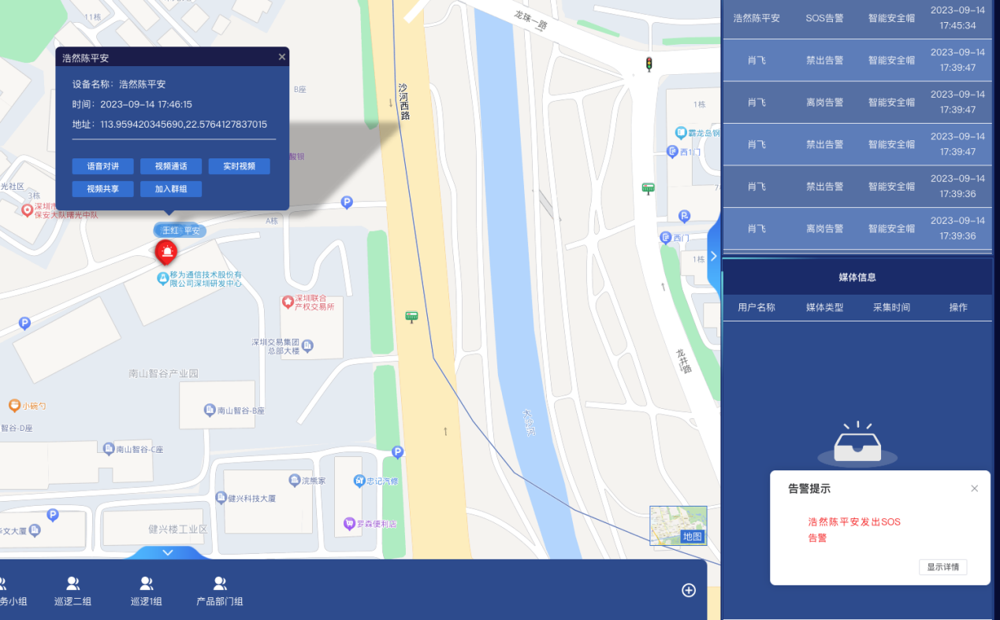 11栋
龙珠一路
浩然陈平安
设备名称：浩然陈平安
时间：2023-09-14 17:46:15
地址：113.959420345690,22.5764127837015
语音对讲
视频通话
实时视频
视频共享
加入群组
B座
沙河西路
酸钡
1栋
霸龙岛钢
西1门
光社区
3栋
深圳市
保安大队曙光中队
A栋
王红
平安
西门
1栋
移为通信技术股份有
限公司深圳研发中心
深圳联合
产权交易所
深圳交易集团
总部大楼
龙井路
南山智谷产业园
小碗勺
南山智谷-B座
智谷-D座
大沙河
南山智谷-C座
浣熊家
忠记汽修
健兴科技大厦
罗森便利店
华文大厦
健兴楼工业区
地图
务小组
巡逻二组
巡逻1组
产品部门组
浩然陈平安 SOS告警 智能安全帽 2023-09-14
17:45:34
肖飞 禁出告警 智能安全帽 2023-09-14
17:39:47
肖飞 离岗告警 智能安全帽 2023-09-14
17:39:47
肖飞 禁出告警 智能安全帽 2023-09-14
17:39:47
肖飞 禁出告警 智能安全帽 2023-09-14
17:39:36
肖飞 离岗告警 智能安全帽 2023-09-14
17:39:36
媒体信息
用户名称 媒体类型 采集时间 操作
告警提示
浩然陈平安发出SOS
告警
显示详情